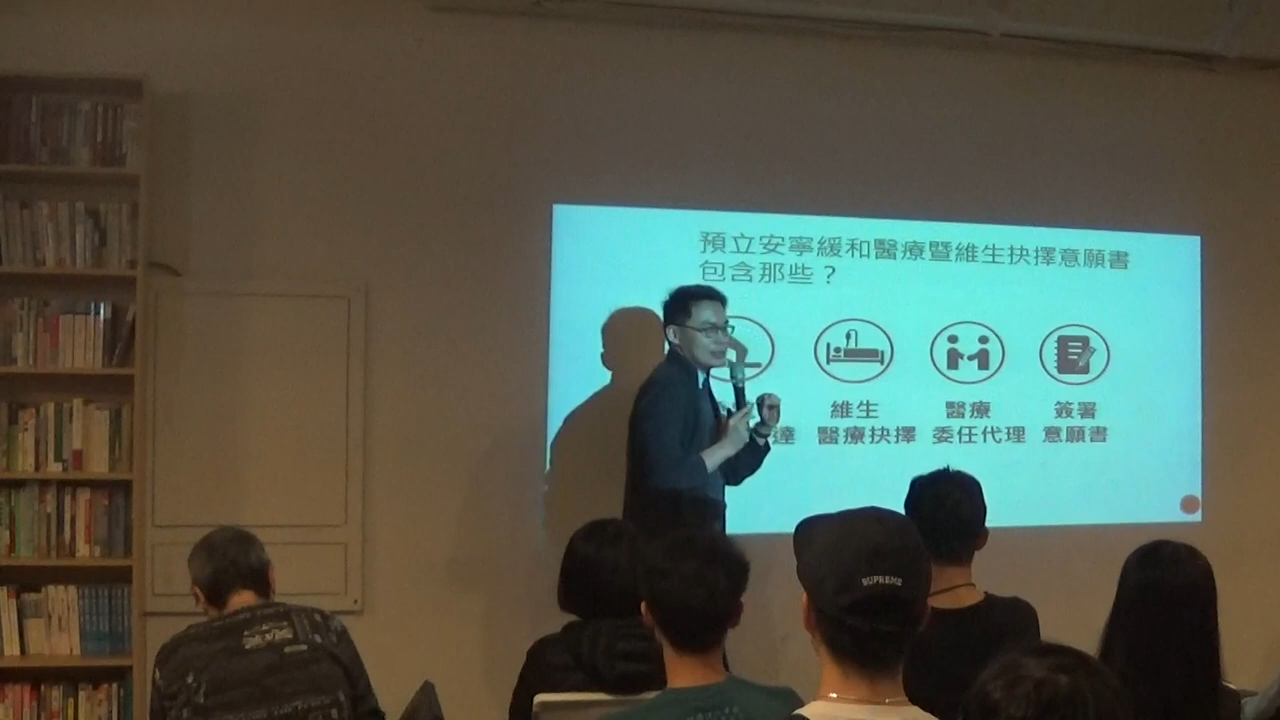 預立安寧緩和醫療暨維生抉擇意願書
包含那些？
維生
醫療抉擇
醫療
委任代理
簽署
意願書
達
SUPREME